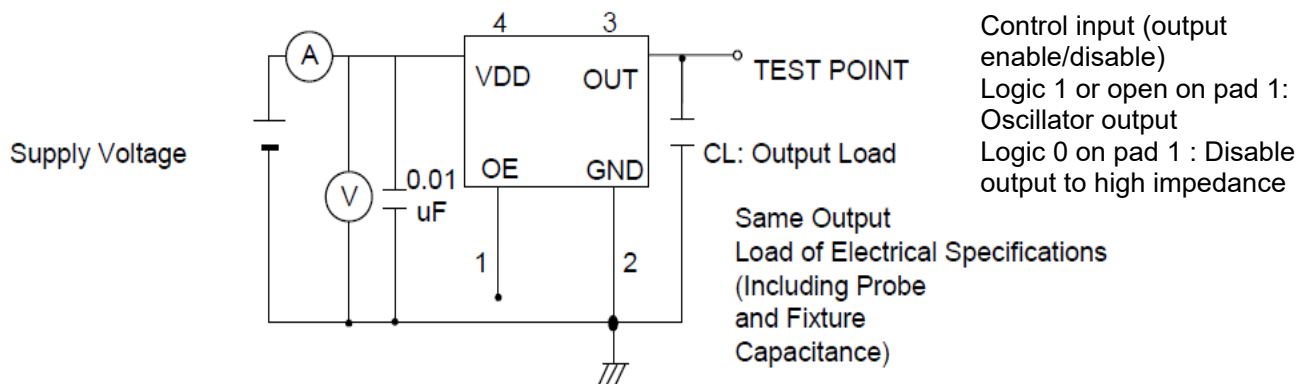 4
3
Control input (output
enable/disable)
Logic 1 or open on pad 1:
Oscillator output
Logic 0 on pad 1 : Disable
output to high impedance
A
VDD
OUT
TEST POINT
Supply Voltage
CL: Output Load
OE
GND
V
0.01
uF
1
2
Same Output
Load of Electrical Specifications
(Including Probe
and Fixture
Capacitance)